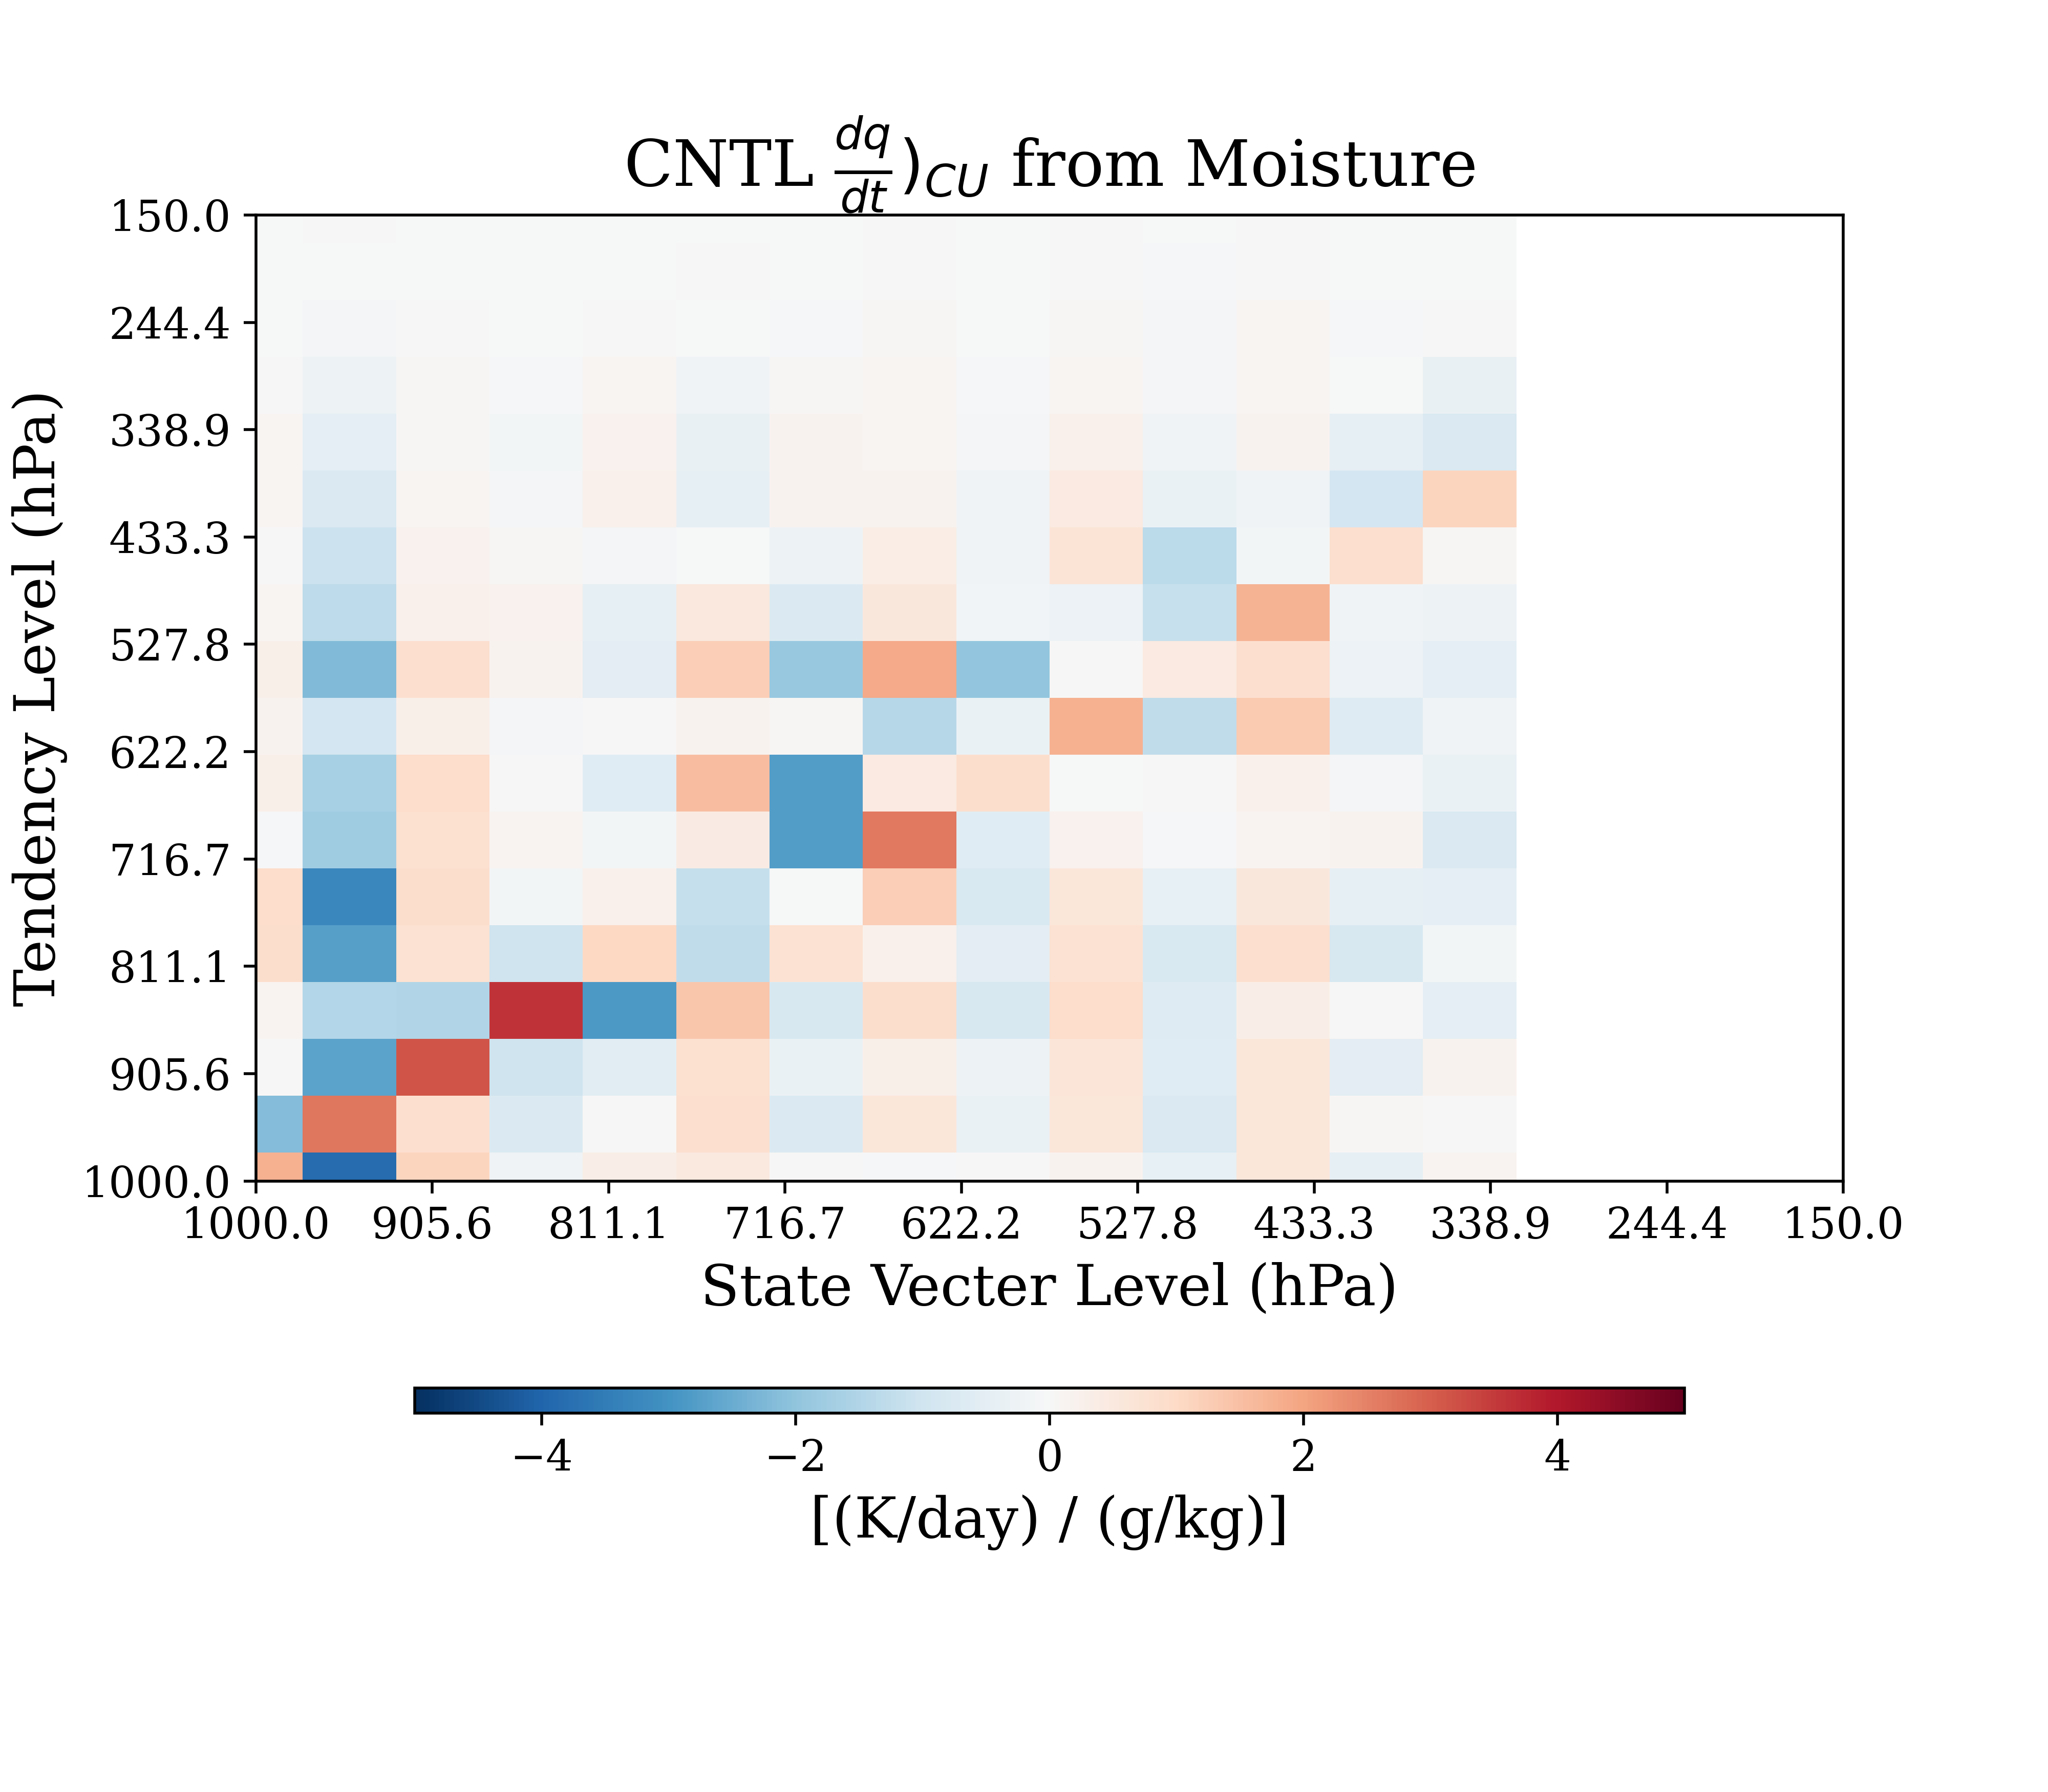 CNTL dq/dt)CU from Moisture
Tendency Level (hPa)
150.0
244.4
338.9
433.3
527.8
622.2
716.7
811.1
905.6
1000.0
1000.0 905.6 811.1 716.7 622.2 527.8 433.3 338.9 244.4 150.0
State Vecter Level (hPa)
−4 −2 0 2 4
[(K/day) / (g/kg)]